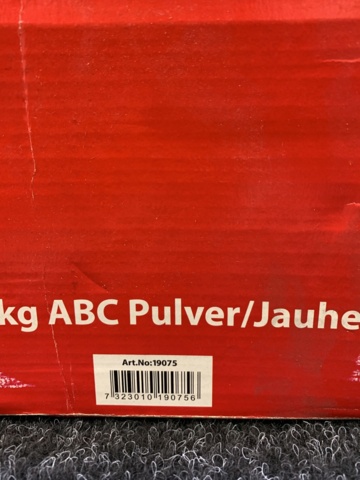 kg ABC Pulver/Jauhe
Art.No:19075
7 323010 190756